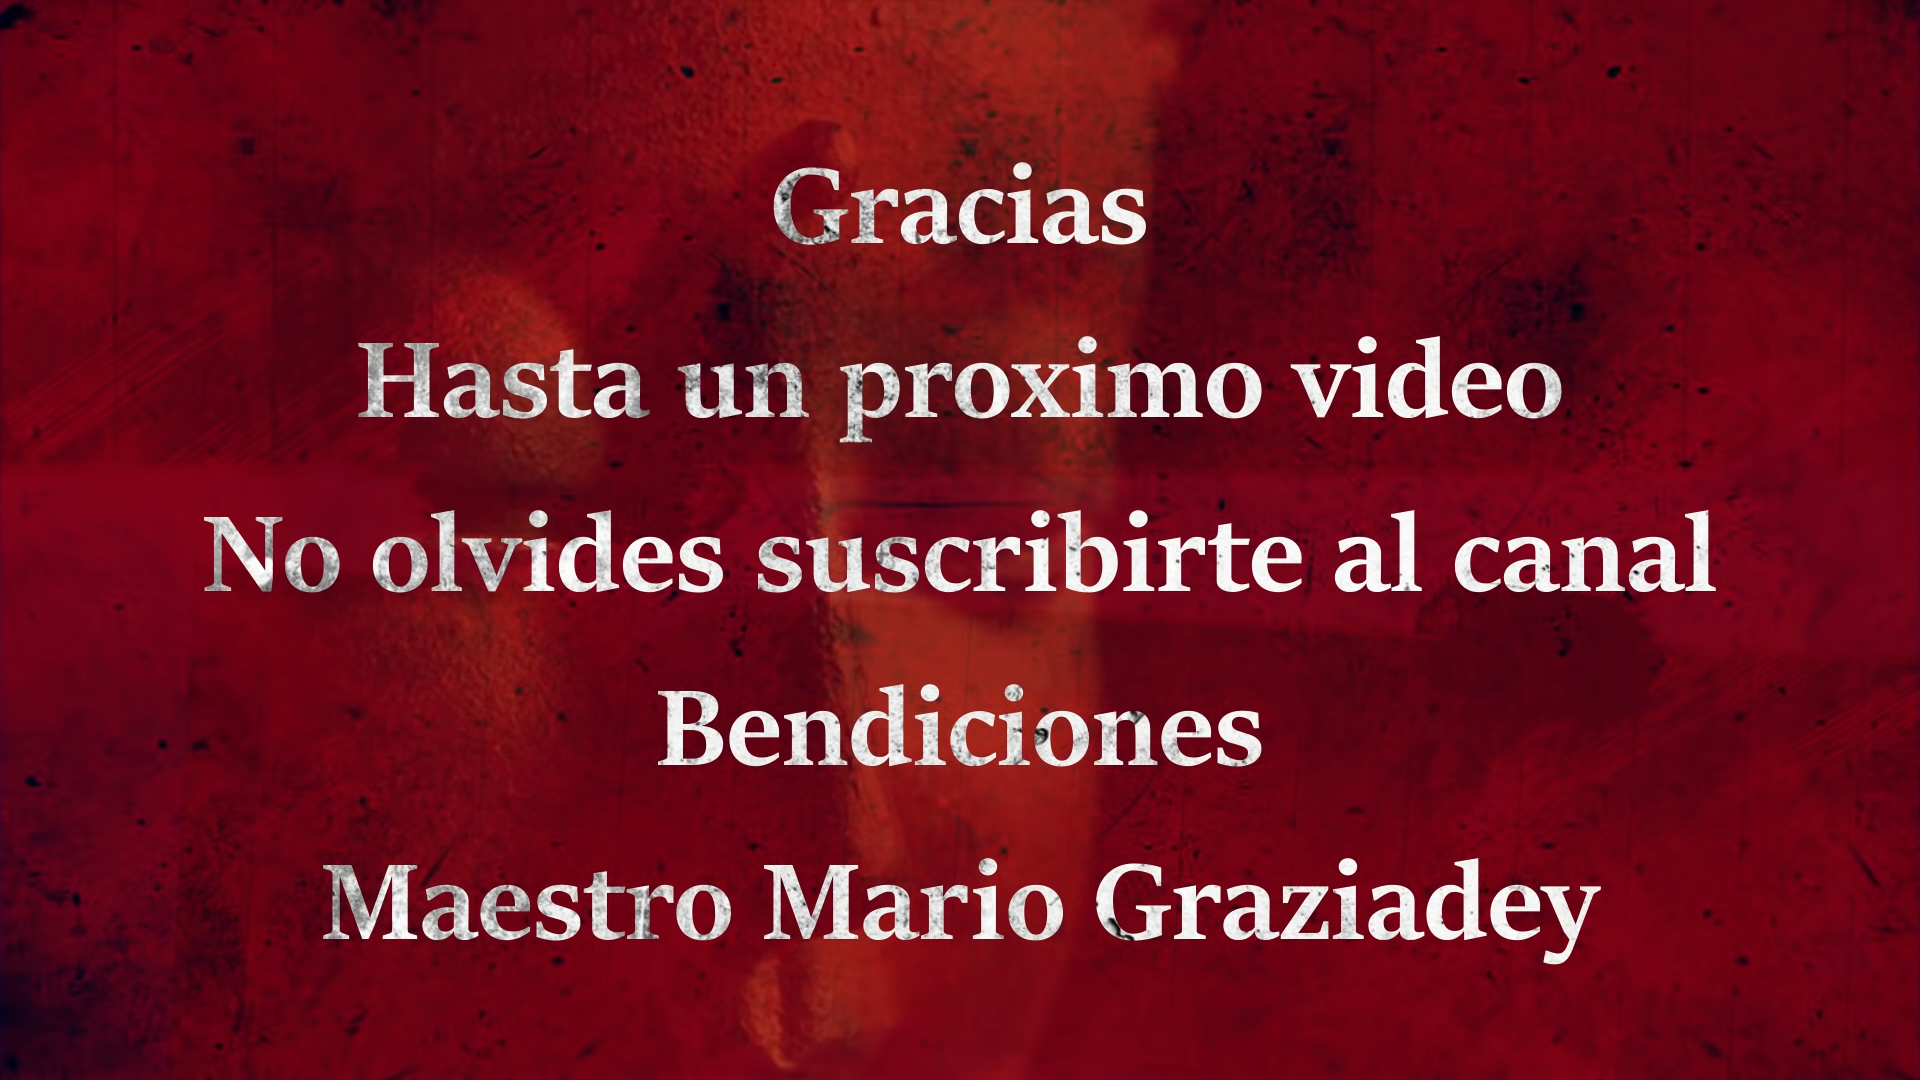 Gracias
Hasta un proximo video
No olvides suscribirte al canal
Bendiciones
Maestro Mario Graziadey